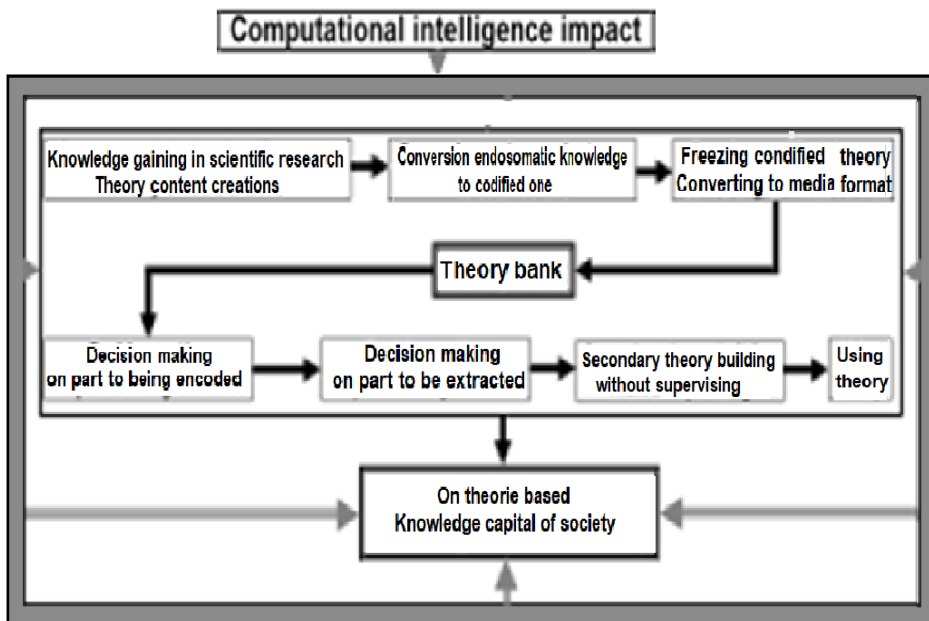 Computational intelligence impact
Knowledge gaining in scientific research
Theory content creations
Conversion endosomatic knowledge
to codified one
Freezing condified theory
Converting to media format
Theory bank
Decision making
on part to being encoded
Decision making
on part to be extracted
Secondary theory building
without supervising
Using
theory
On theorie based
Knowledge capital of society